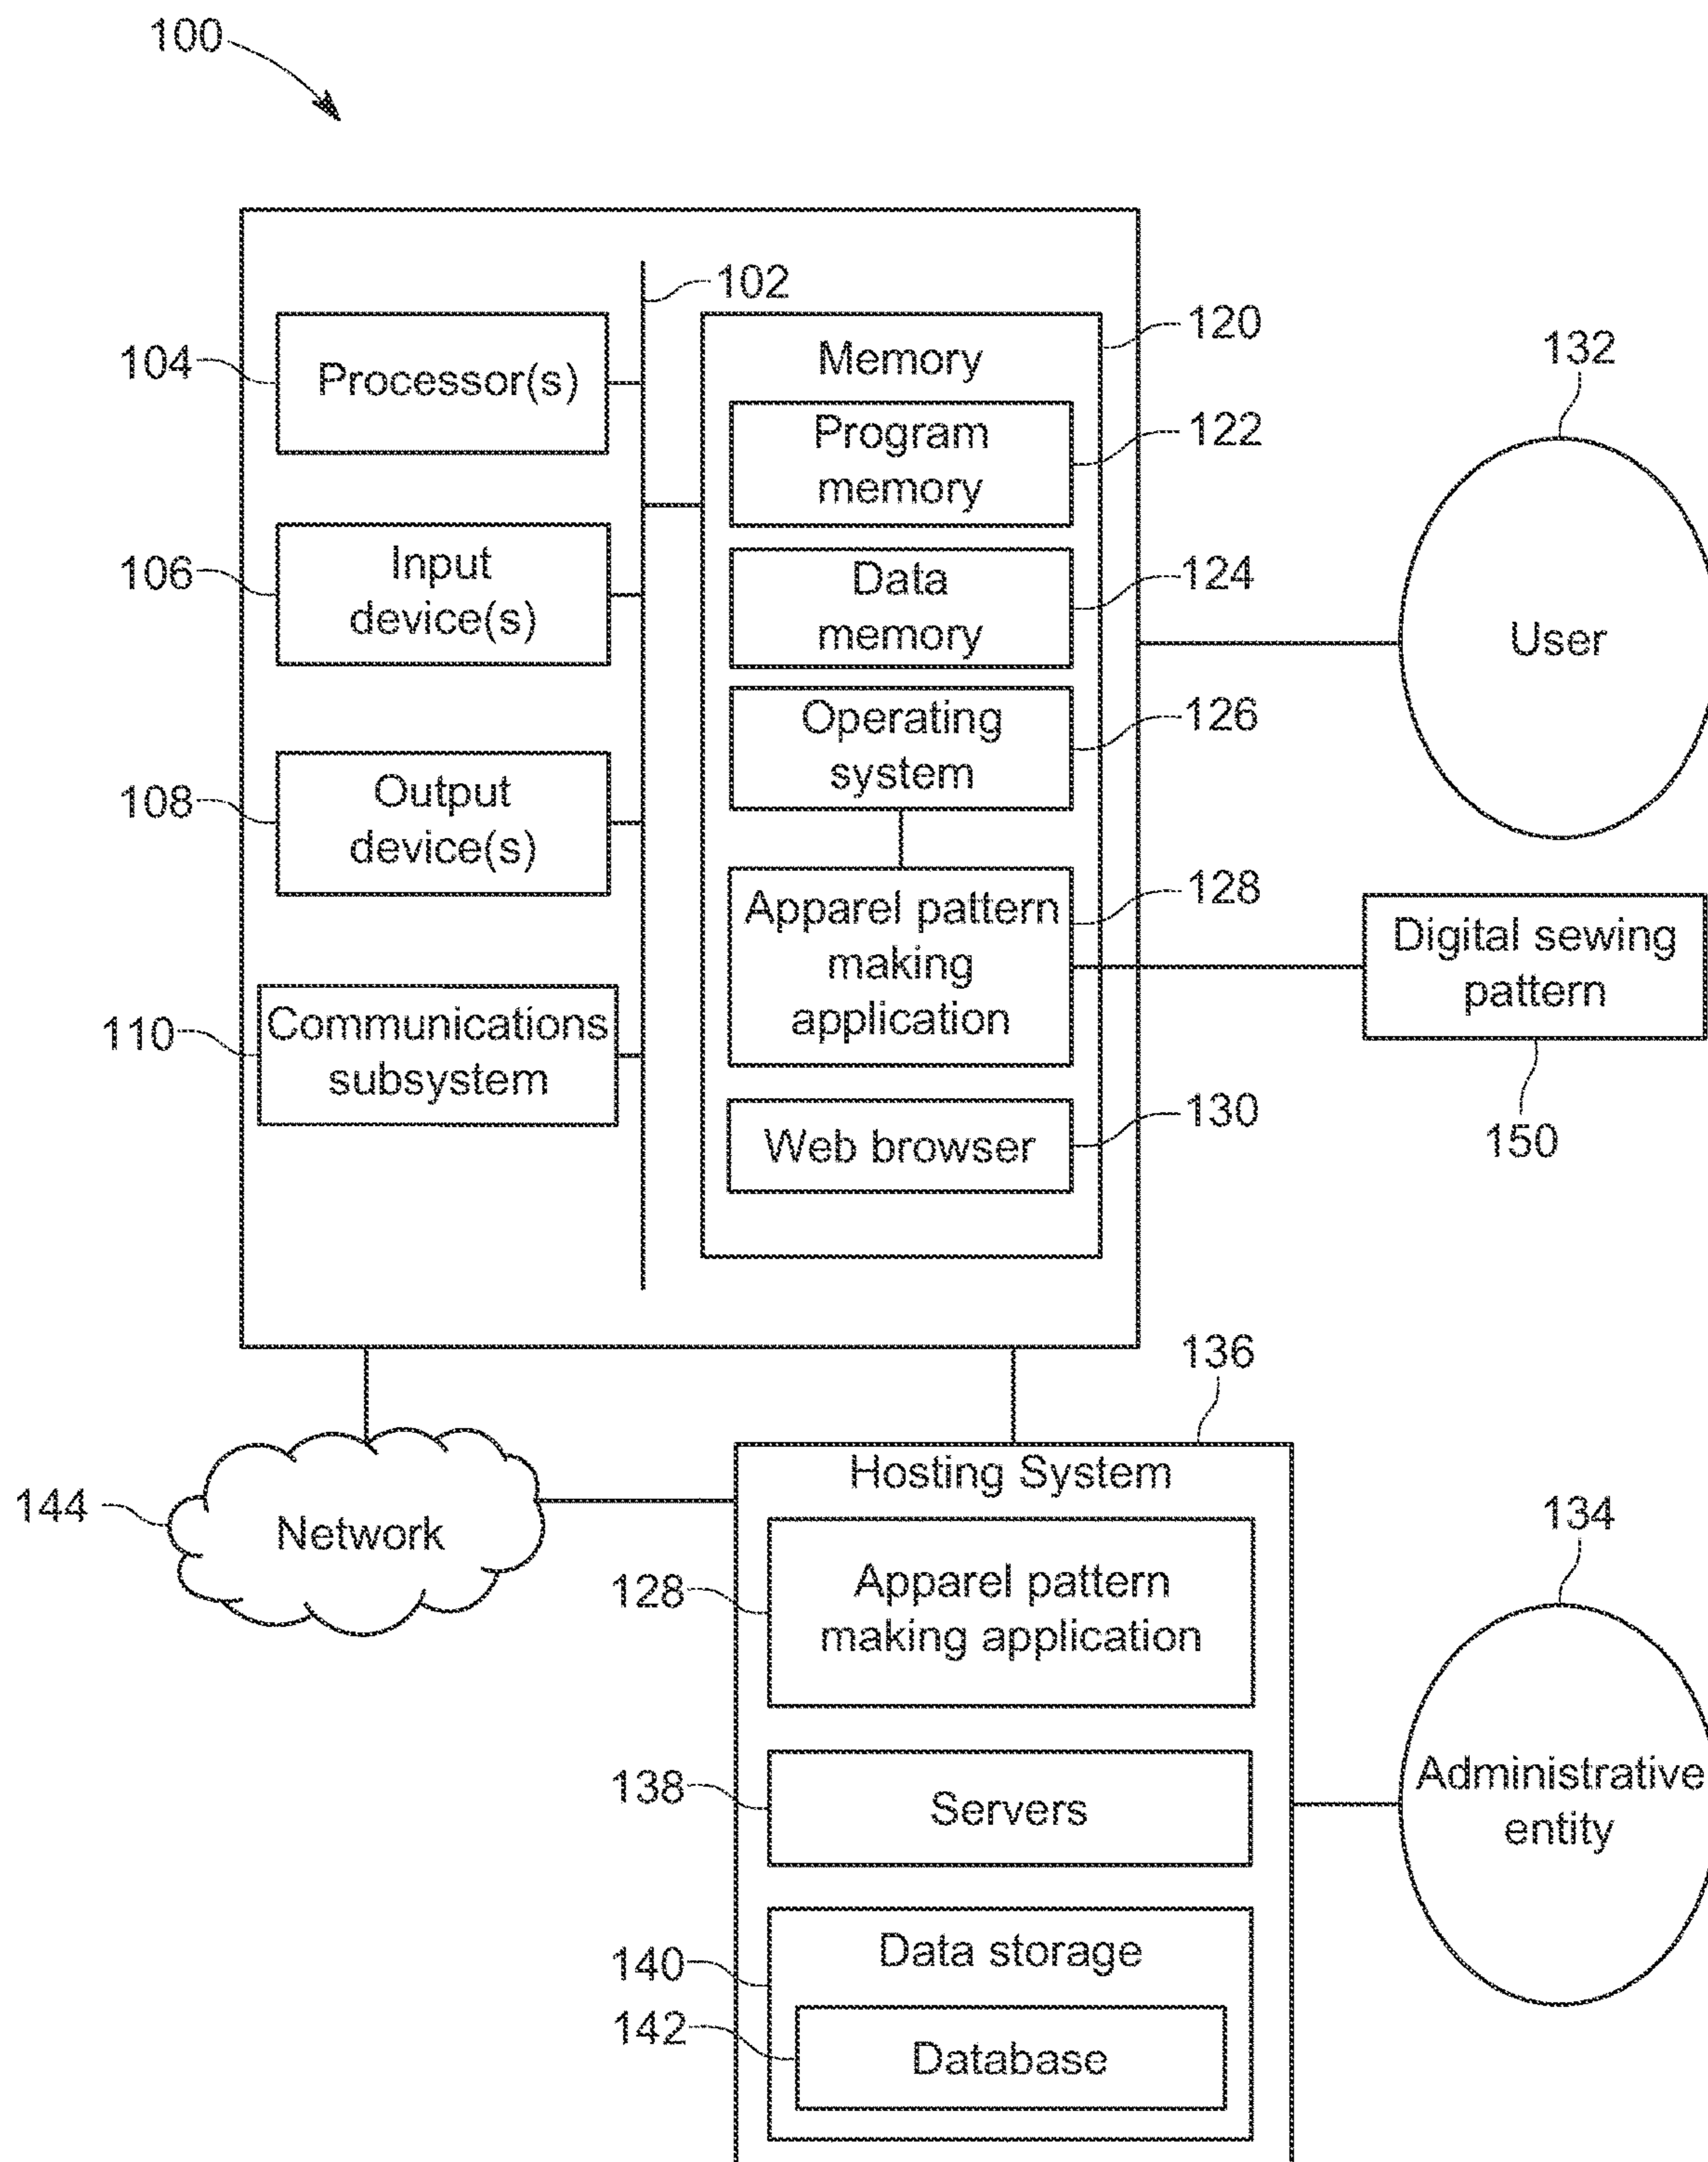 100
102
104
Processor(s)
106
Input
device(s)
108
Output
device(s)
110
Communications
subsystem
120
Memory
Program
memory
122
Data
memory
124
Operating
system
126
Apparel pattern
making
application
128
Web browser
130
132
User
Digital sewing
pattern
150
144
Network
136
Hosting System
128
Apparel pattern
making application
138
Servers
140
Data storage
142
Database
134
Administrative
entity